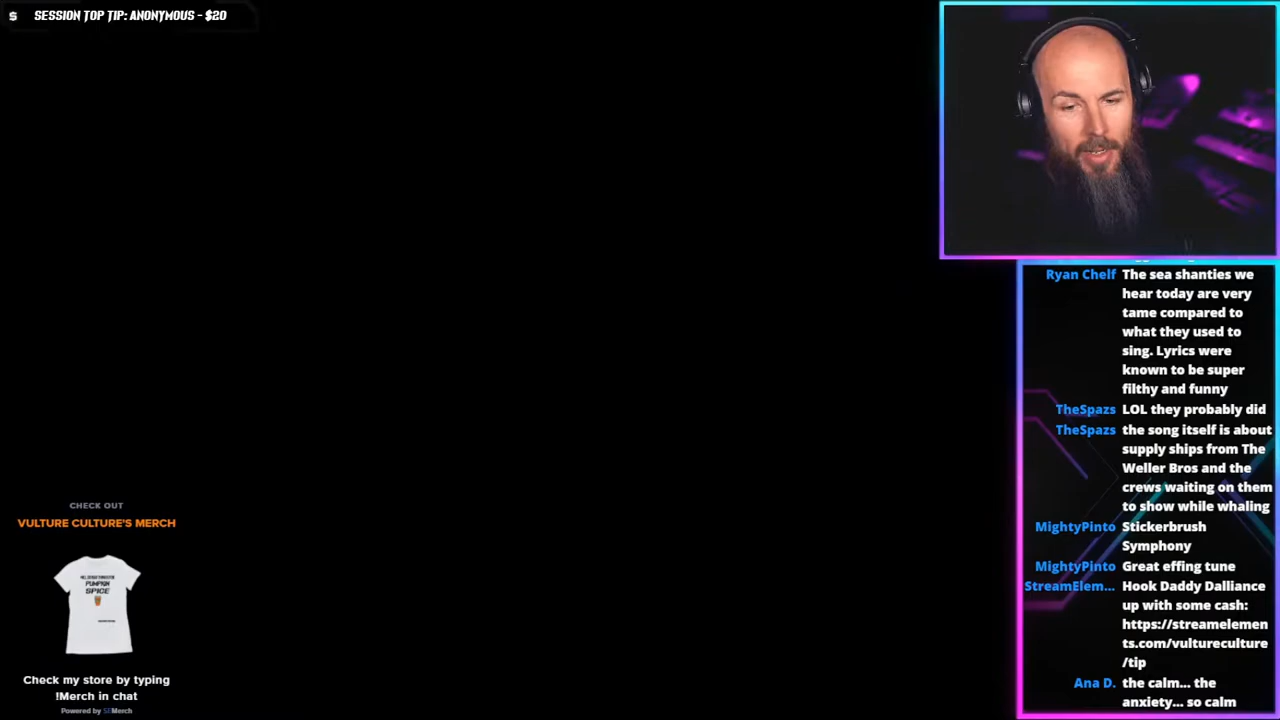 $ SESSION TOP TIP: ANONYMOUS - $20
Ryan Chelf The sea shanties we
hear today are very
tame compared to
what they used to
sing. Lyrics were
known to be super
filthy and funny
TheSpazs LOL they probably did
TheSpazs the song itself is about
supply ships from The
Weller Bros and the
crews waiting on them
to show while whaling
MightyPinto Stickerbrush
Symphony
MightyPinto Great effing tune
StreamElem... Hook Daddy Dalliance
up with some cash:
https://streamelemen
ts.com/vultureculture
/tip
Ana D. the calm... the
anxiety... so calm
CHECK OUT
VULTURE CULTURE'S MERCH
PUMPKIN
SPICE
Check my store by typing
!Merch in chat
Powered by SEMerch